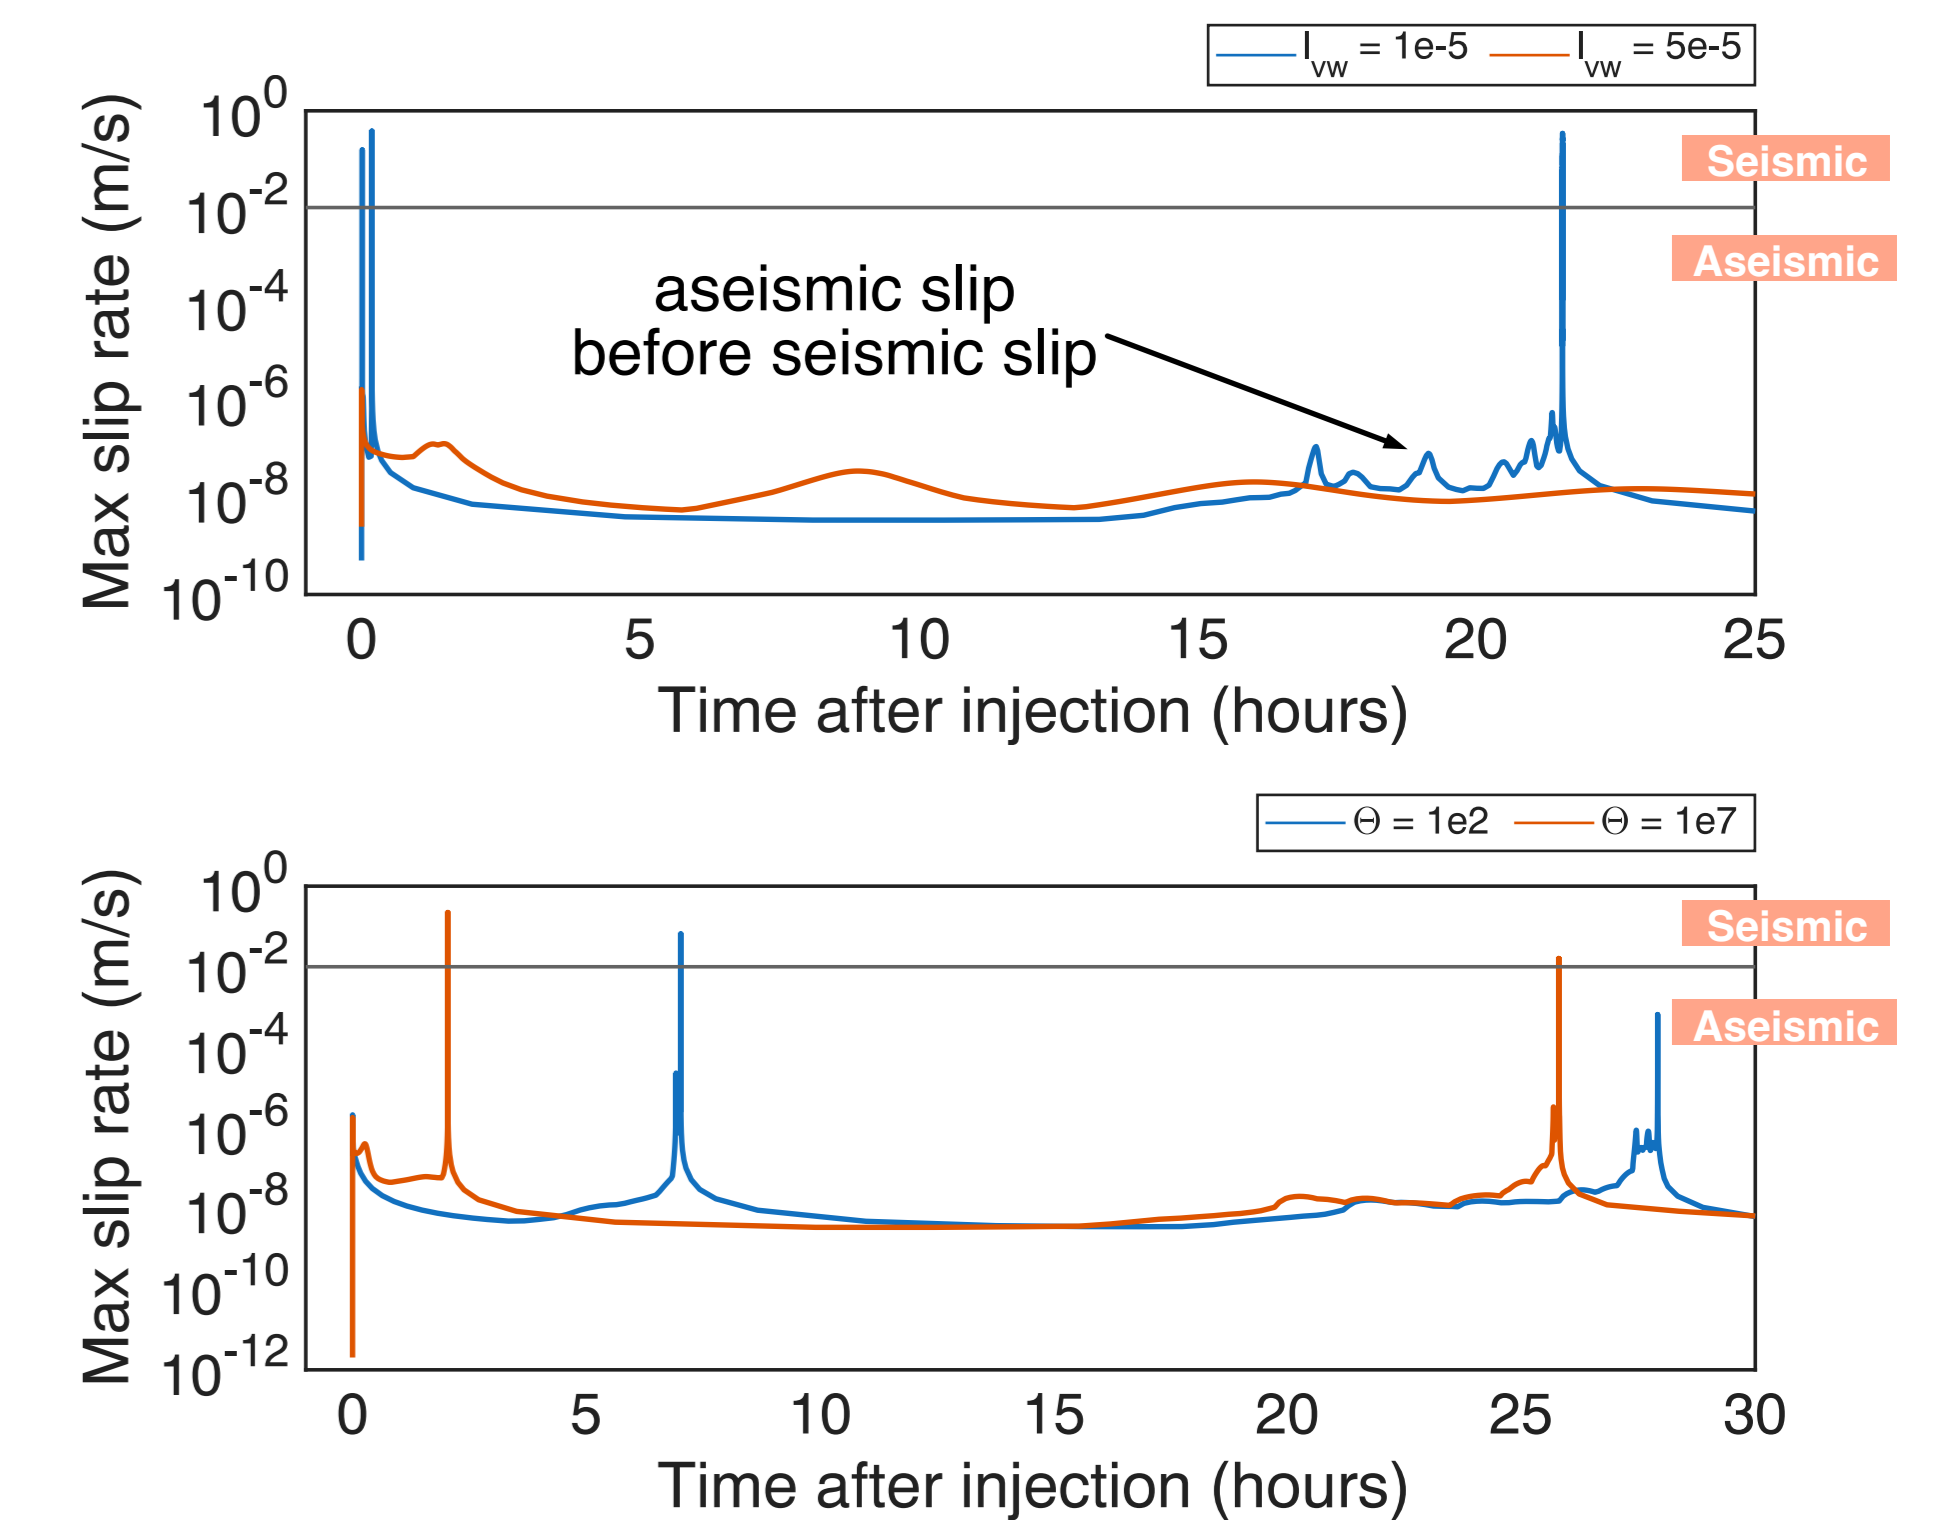 I_vw = 1e-5 I_vw = 5e-5
Max slip rate (m/s)
10^0
10^-2
10^-4
10^-6
10^-8
10^-10
Seismic
Aseismic
aseismic slip
before seismic slip
0 5 10 15 20 25
Time after injection (hours)
Θ = 1e2 Θ = 1e7
Max slip rate (m/s)
10^0
10^-2
10^-4
10^-6
10^-8
10^-10
10^-12
Seismic
Aseismic
0 5 10 15 20 25 30
Time after injection (hours)